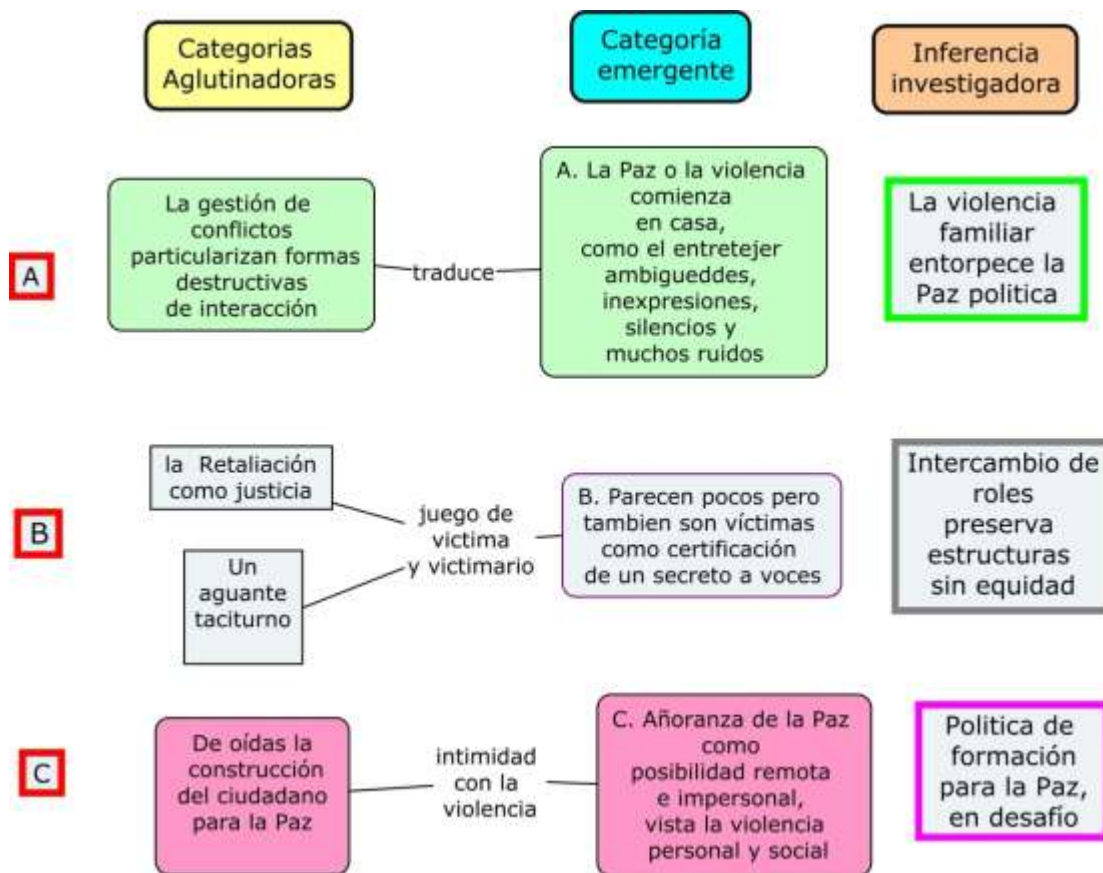 Categorias
Aglutinadoras
Categoría
emergente
Inferencia
investigadora
A
La gestión de
conflictos
particularizan formas
destructivas
de interacción
traduce
A. La Paz o la violencia
comienza
en casa,
como el entretejer
ambigueddes,
inexpresiones,
silencios y
muchos ruidos
La violencia
familiar
entorpece la
Paz politica
B
la Retaliación
como justicia
Un
aguante
taciturno
juego de
victima
y victimario
B. Parecen pocos pero
tambien son víctimas
como certificación
de un secreto a voces
Intercambio de
roles
preserva
estructuras
sin equidad
C
De oídas la
construcción
del ciudadano
para la Paz
intimidad
con la
violencia
C. Añoranza de la Paz
como
posibilidad remota
e impersonal,
vista la violencia
personal y social
Politica de
formación
para la Paz,
en desafío